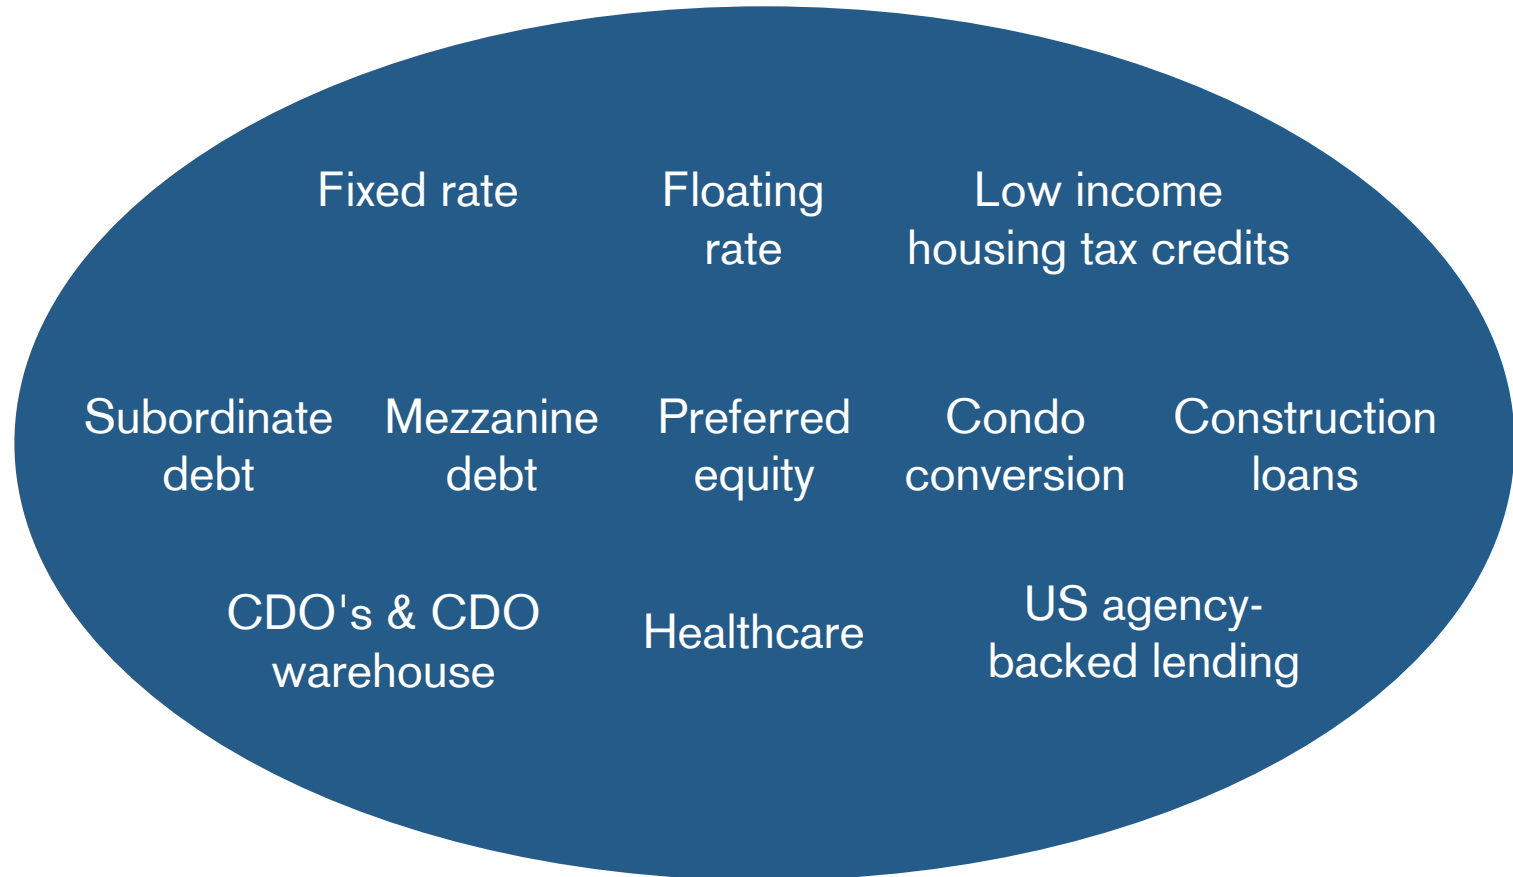 Fixed rate
Floating
rate
Low income
housing tax credits
Subordinate
debt
Mezzanine
debt
Preferred
equity
Condo
conversion
Construction
loans
CDO's & CDO
warehouse
Healthcare
US agency-
backed lending